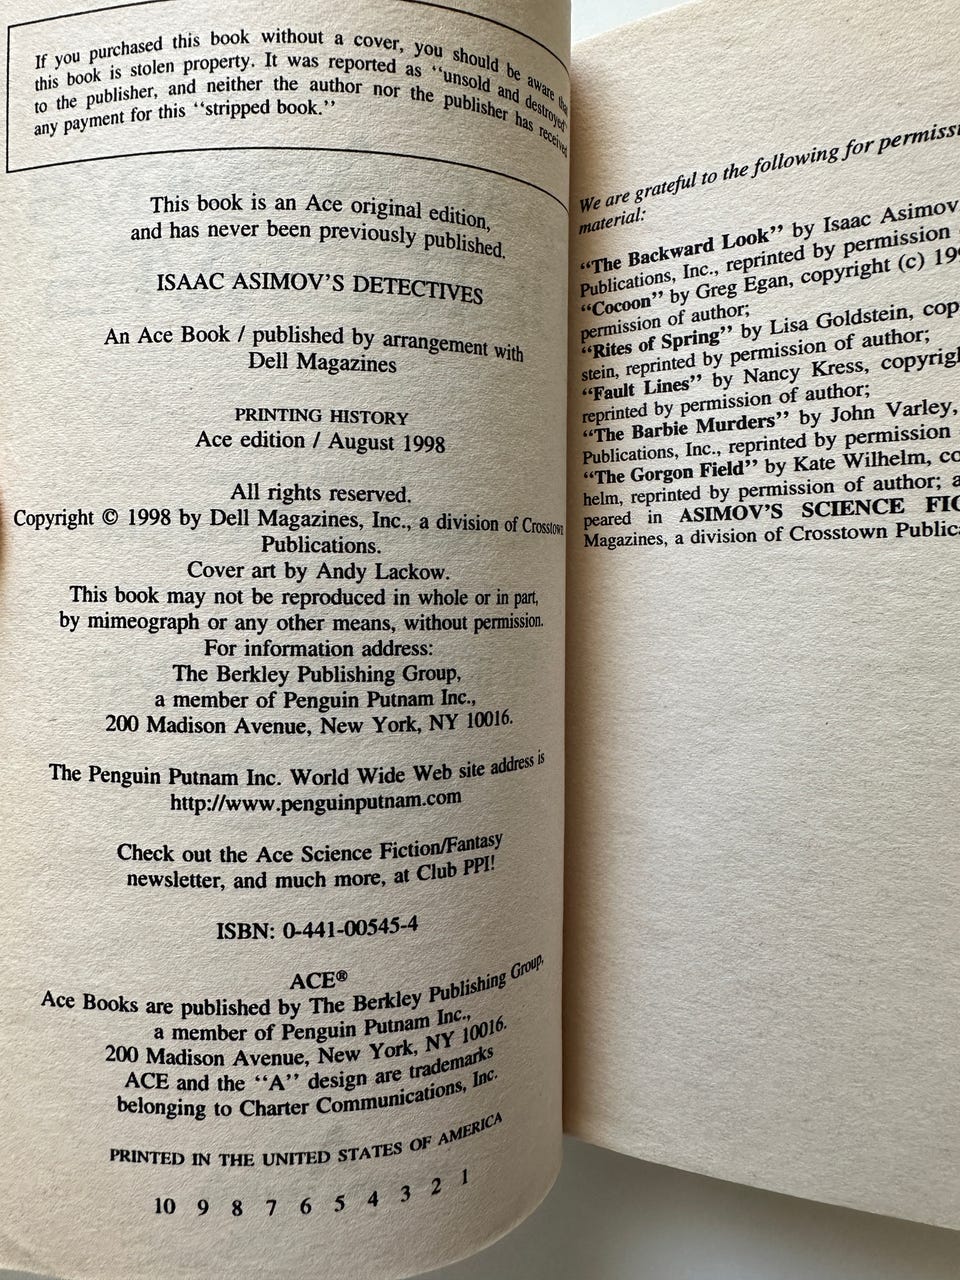 If you purchased this book without a cover, you should be aware that
this book is stolen property. It was reported as “unsold and destroyed”
to the publisher, and neither the author nor the publisher has received
any payment for this “stripped book.”
This book is an Ace original edition,
and has never been previously published.
ISAAC ASIMOV’S DETECTIVES
An Ace Book / published by arrangement with
Dell Magazines
PRINTING HISTORY
Ace edition / August 1998
All rights reserved.
Copyright © 1998 by Dell Magazines, Inc., a division of Crosstown
Publications.
Cover art by Andy Lackow.
This book may not be reproduced in whole or in part,
by mimeograph or any other means, without permission.
For information address:
The Berkley Publishing Group,
a member of Penguin Putnam Inc.,
200 Madison Avenue, New York, NY 10016.
The Penguin Putnam Inc. World Wide Web site address is
http://www.penguinputnam.com
Check out the Ace Science Fiction/Fantasy
newsletter, and much more, at Club PPI!
ISBN: 0-441-00545-4
ACE®
Ace Books are published by The Berkley Publishing Group,
a member of Penguin Putnam Inc.,
200 Madison Avenue, New York, NY 10016.
ACE and the “A” design are trademarks
belonging to Charter Communications, Inc.
PRINTED IN THE UNITED STATES OF AMERICA
10 9 8 7 6 5 4 3 2 1
We are grateful to the following for
material:
“The Backward Look” by Isaac Asimov,
Publications, Inc., reprinted by permission
“Cocoon” by Greg Egan, copyright (c)
permission of author;
“Rites of Spring” by Lisa Goldstein,
stein, reprinted by permission of author;
“Fault Lines” by Nancy Kress,
reprinted by permission of author;
“The Barbie Murders” by John Varley,
Publications, Inc., reprinted by permission
“The Gorgon Field” by Kate Wilhelm,
helm, reprinted by permission of author;
peared in ASIMOV’S SCIENCE
Magazines, a division of Crosstown